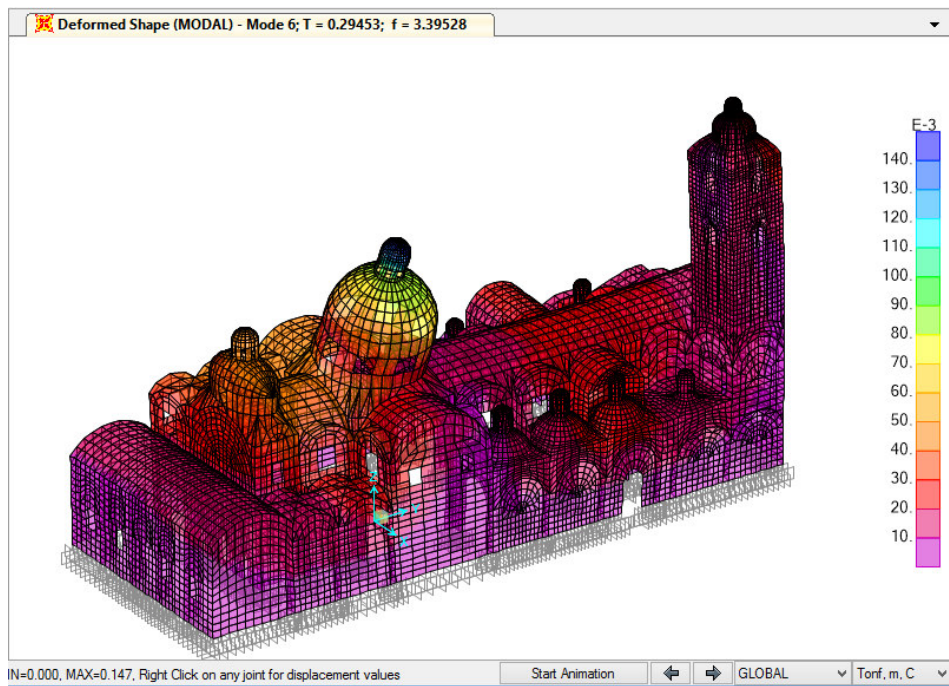 Deformed Shape (MODAL) - Mode 6; T = 0.29453; f = 3.39528
E-3
140.
130.
120.
110.
100.
90.
80.
70.
60.
50.
40.
30.
20.
10.
Z
Y
X
IN=0.000, MAX=0.147, Right Click on any joint for displacement values
Start Animation
GLOBAL
Tonf, m, C